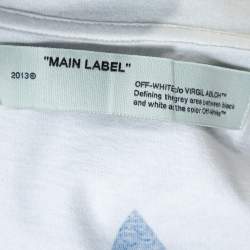 "MAIN LABEL"
2013©
OFF-WHITE c/o VIRGIL ABLOH™
Defining the grey area between black
and white as the color Off-White™